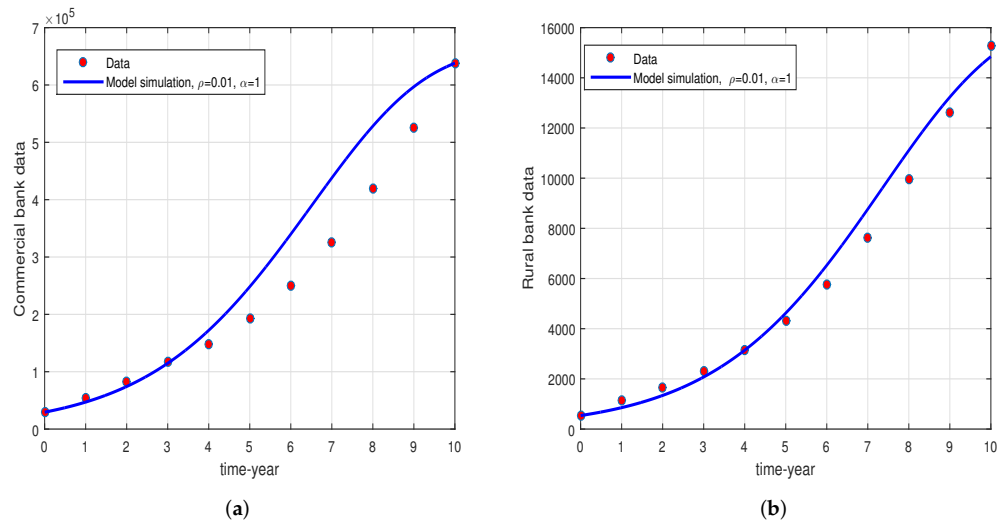 ×10^5
7
6
5
4
3
2
1
0
Commercial bank data
Data
Model simulation, ρ=0.01, α=1
0 1 2 3 4 5 6 7 8 9 10
time-year
(a)
16000
14000
12000
10000
8000
6000
4000
2000
0
Rural bank data
Data
Model simulation, ρ=0.01, α=1
0 1 2 3 4 5 6 7 8 9 10
time-year
(b)